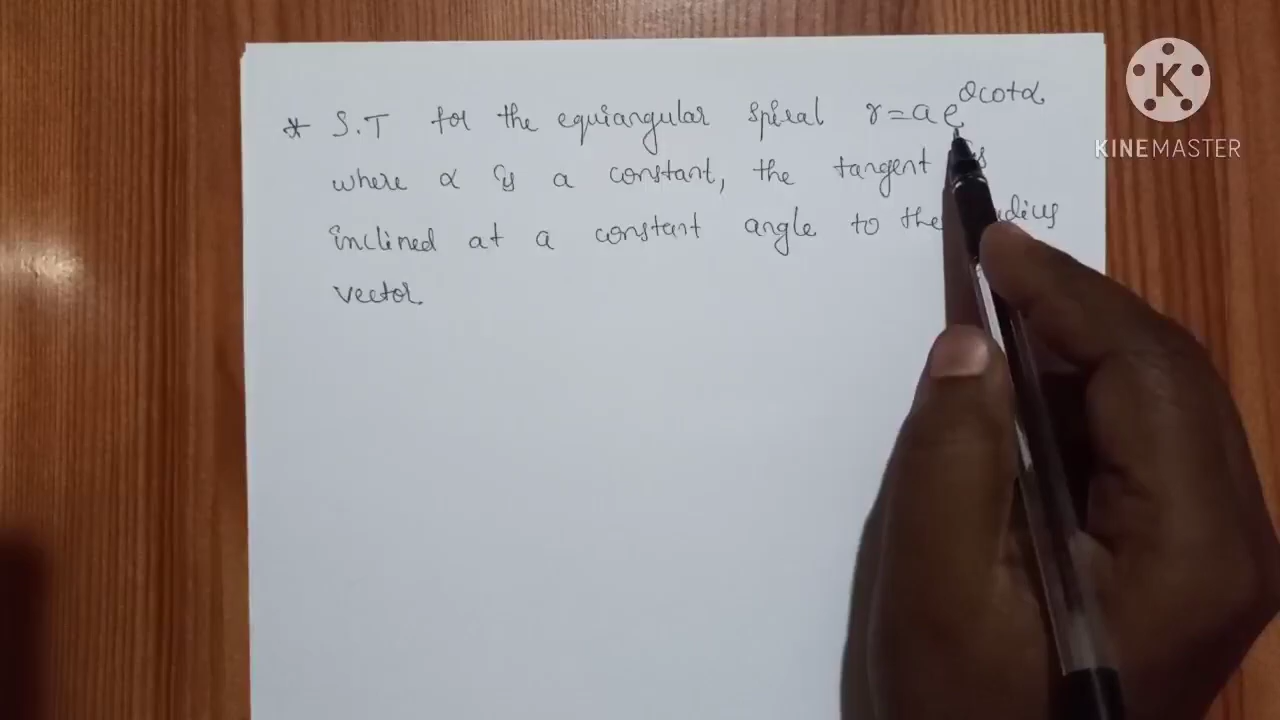 * S.T for the equiangular spiral r=ae^θcotα
where α is a constant, the tangent is
inclined at a constant angle to the
vector.
K
KINEMASTER